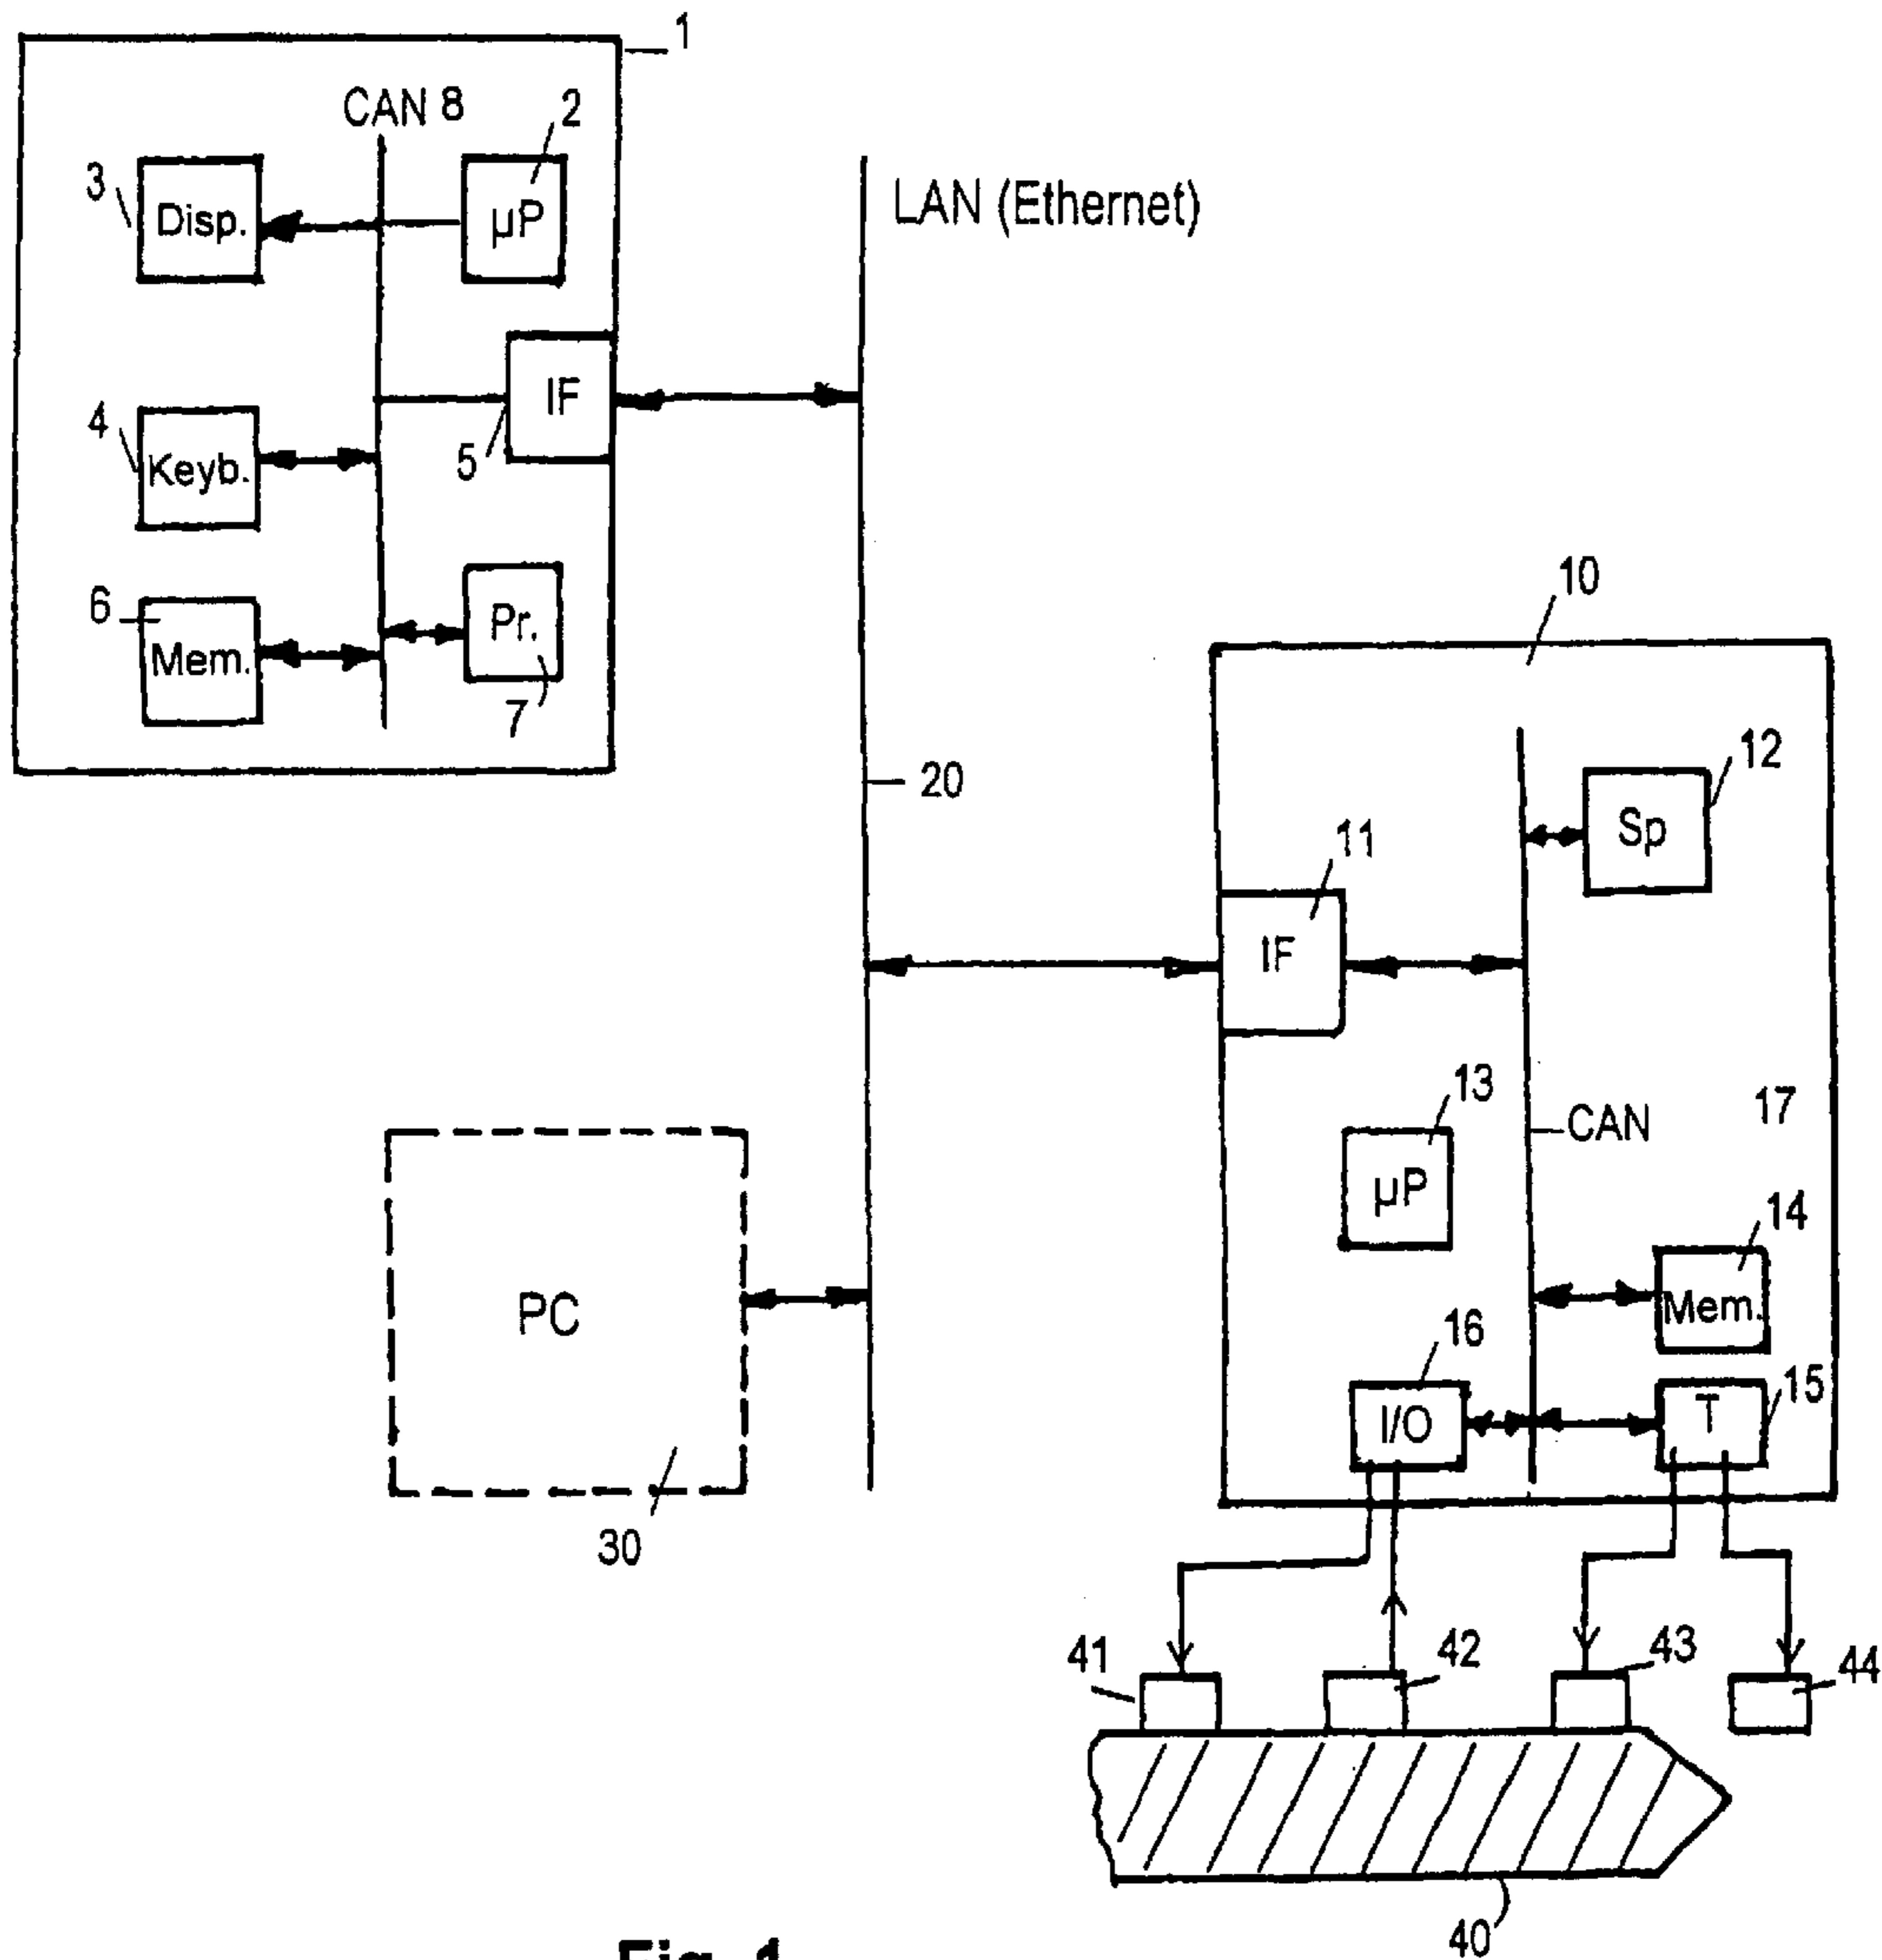 1
CAN 8
2
3
Disp.
µP
LAN (Ethernet)
IF
4
Keyb.
5
6
Mem.
Pr.
7
10
20
12
Sp
11
IF
13
µP
17
CAN
14
Mem.
PC
16
I/O
T
15
30
41
42
43
44
40
Fig. 1